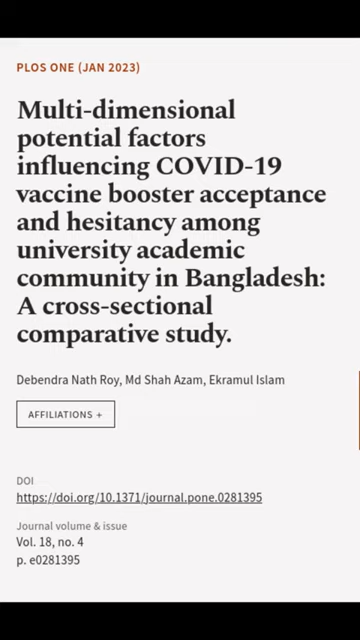 PLOS ONE (JAN 2023)
Multi-dimensional
potential factors
influencing COVID-19
vaccine booster acceptance
and hesitancy among
university academic
community in Bangladesh:
A cross-sectional
comparative study.
Debendra Nath Roy, Md Shah Azam, Ekramul Islam
AFFILIATIONS +
DOI
https://doi.org/10.1371/journal.pone.0281395
Journal volume & issue
Vol. 18, no. 4
p. e0281395